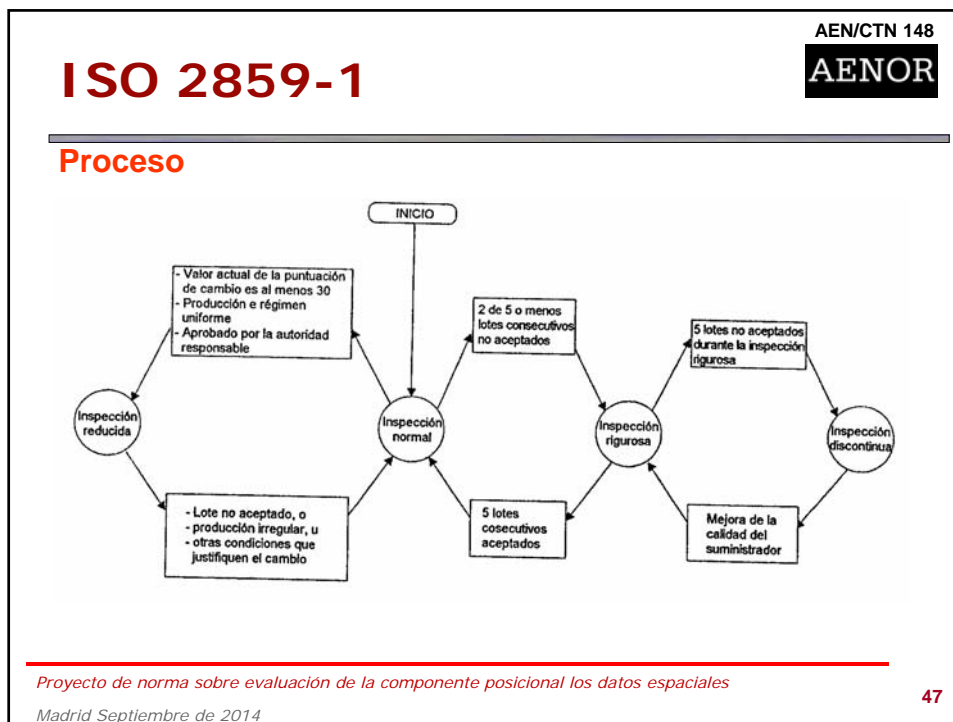 AEN/CTN 148
AENOR
ISO 2859-1
Proceso
INICIO
- Valor actual de la puntuación
de cambio es al menos 30
- Producción e régimen
uniforme
- Aprobado por la autoridad
responsable
2 de 5 o menos
lotes consecutivos
no aceptados
5 lotes no aceptados
durante la inspección
rigurosa
Inspección
reducida
Inspección
normal
Inspección
rigurosa
Inspección
discontinua
- Lote no aceptado, o
- producción irregular, u
- otras condiciones que
justifiquen el cambio
5 lotes
cosecutivos
aceptados
Mejora de la
calidad del
suministrador
Proyecto de norma sobre evaluación de la componente posicional los datos espaciales
47
Madrid Septiembre de 2014